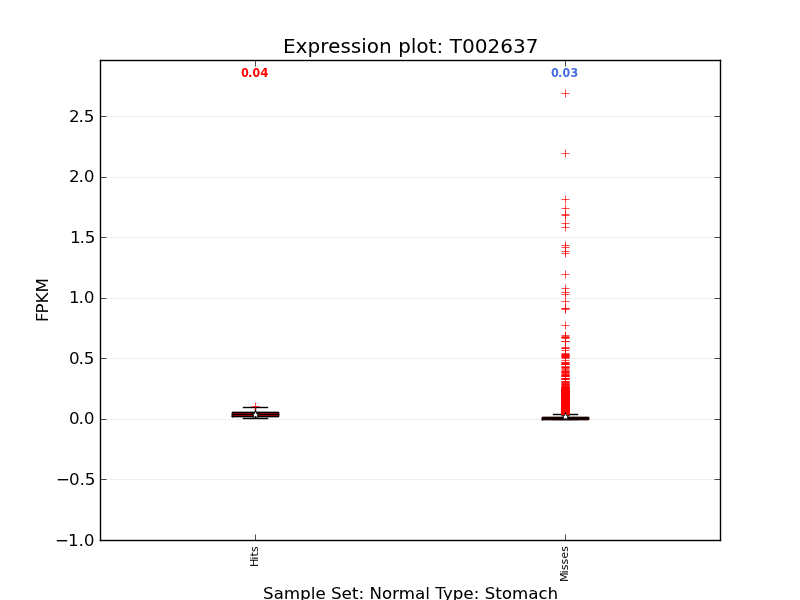 Expression plot: T002637
0.04
0.03
2.5
2.0
1.5
1.0
0.5
0.0
−0.5
−1.0
FPKM
Hits
Misses
Sample Set: Normal Type: Stomach